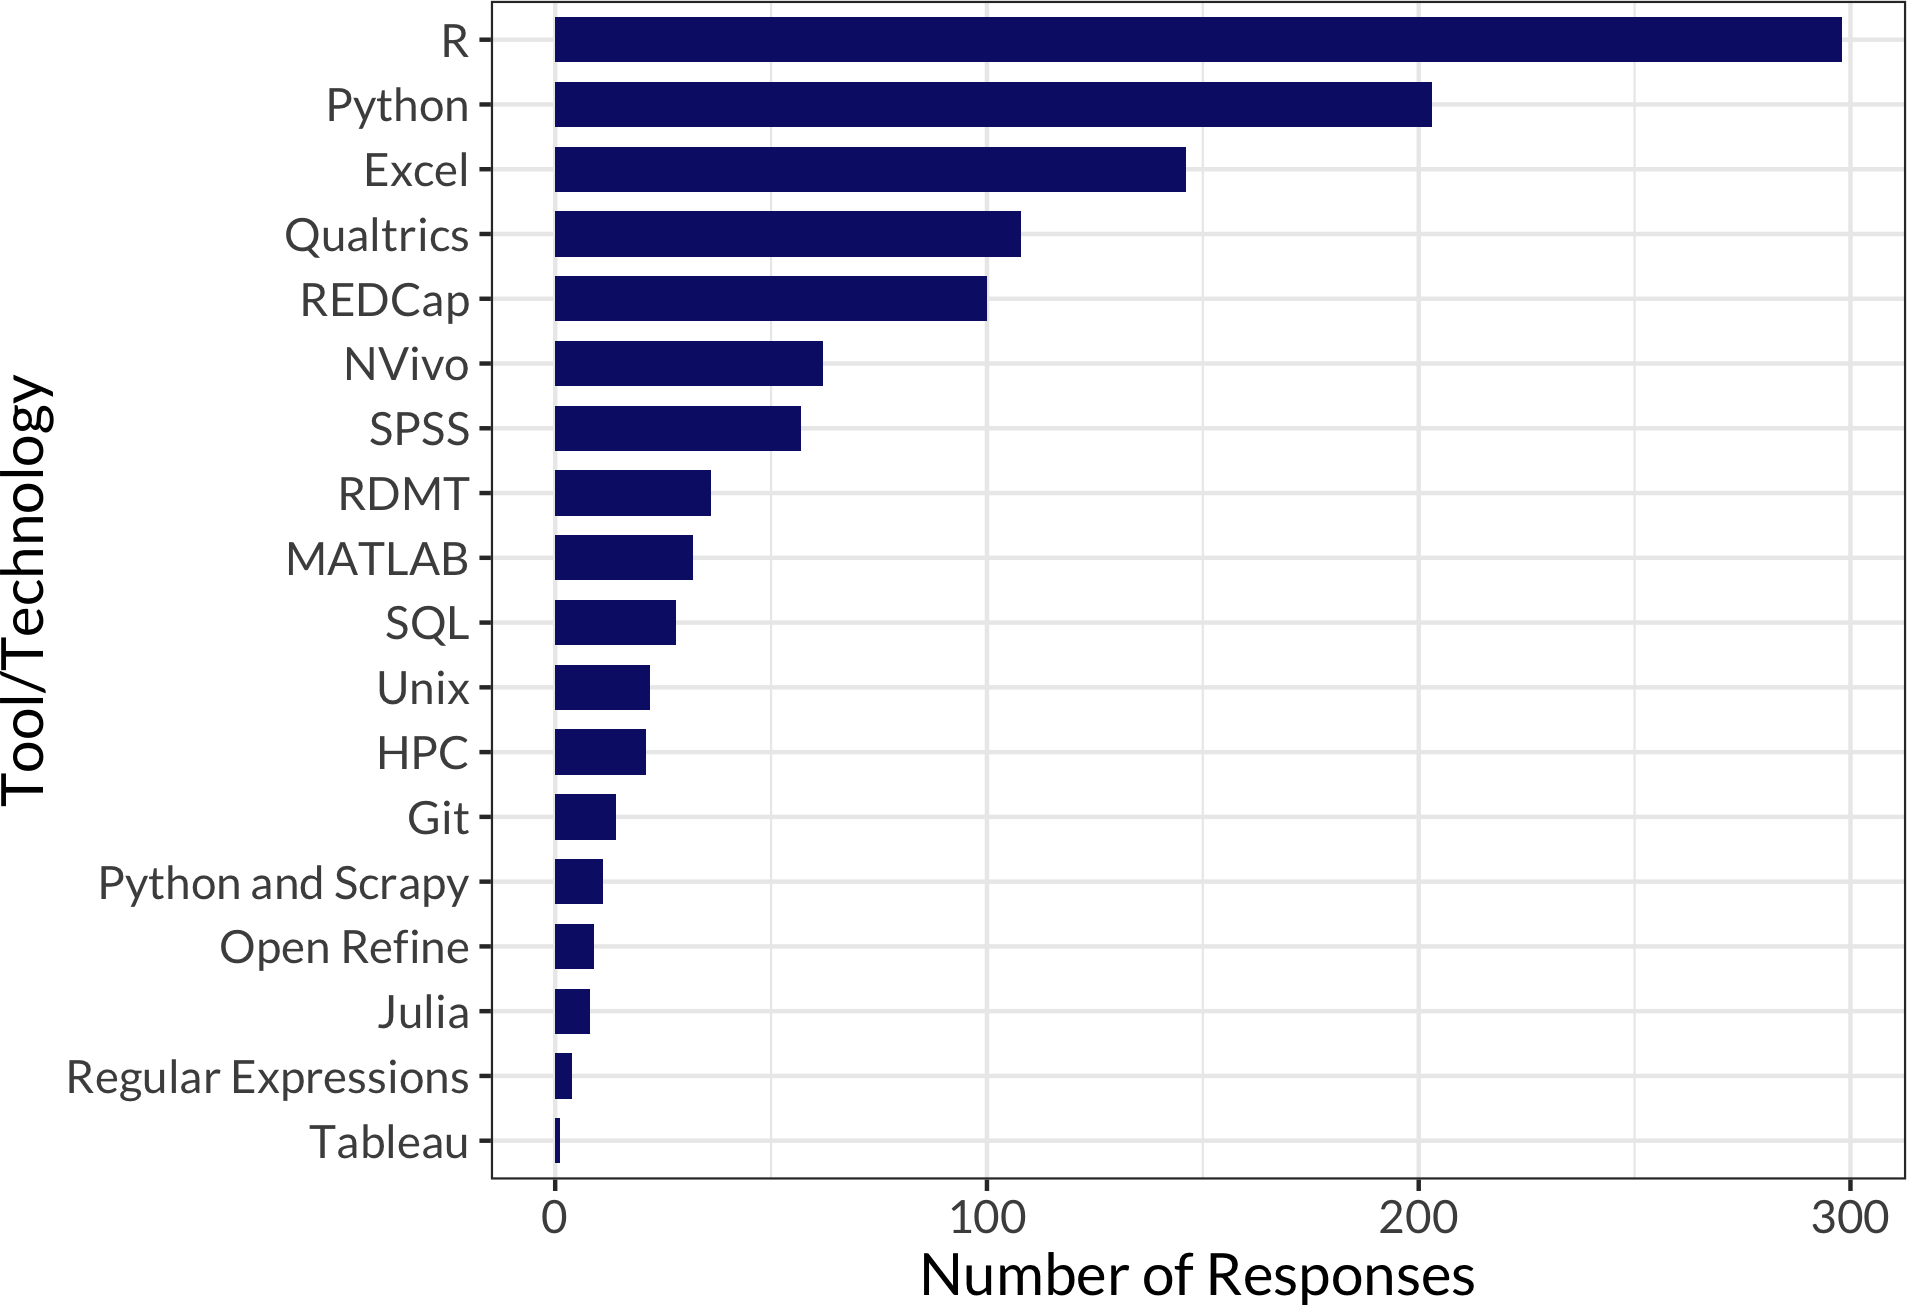 R
Python
Excel
Qualtrics
REDCap
NVivo
SPSS
RDMT
MATLAB
SQL
Unix
HPC
Git
Python and Scrapy
Open Refine
Julia
Regular Expressions
Tableau
Tool/Technology
0 100 200 300
Number of Responses